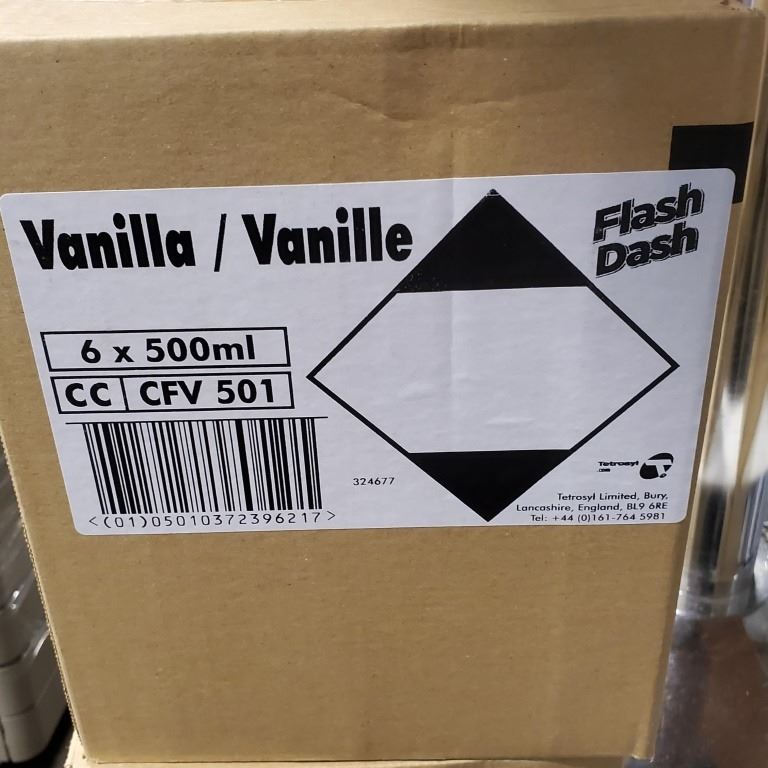 Vanilla / Vanille
Flash
Dash
6 x 500ml
CC CFV 501
<(01)05010372396217>
324677
Tetrosyl
.com
Tetrosyl Limited, Bury,
Lancashire, England, BL9 6RE
Tel: +44 (0)161-764 5981